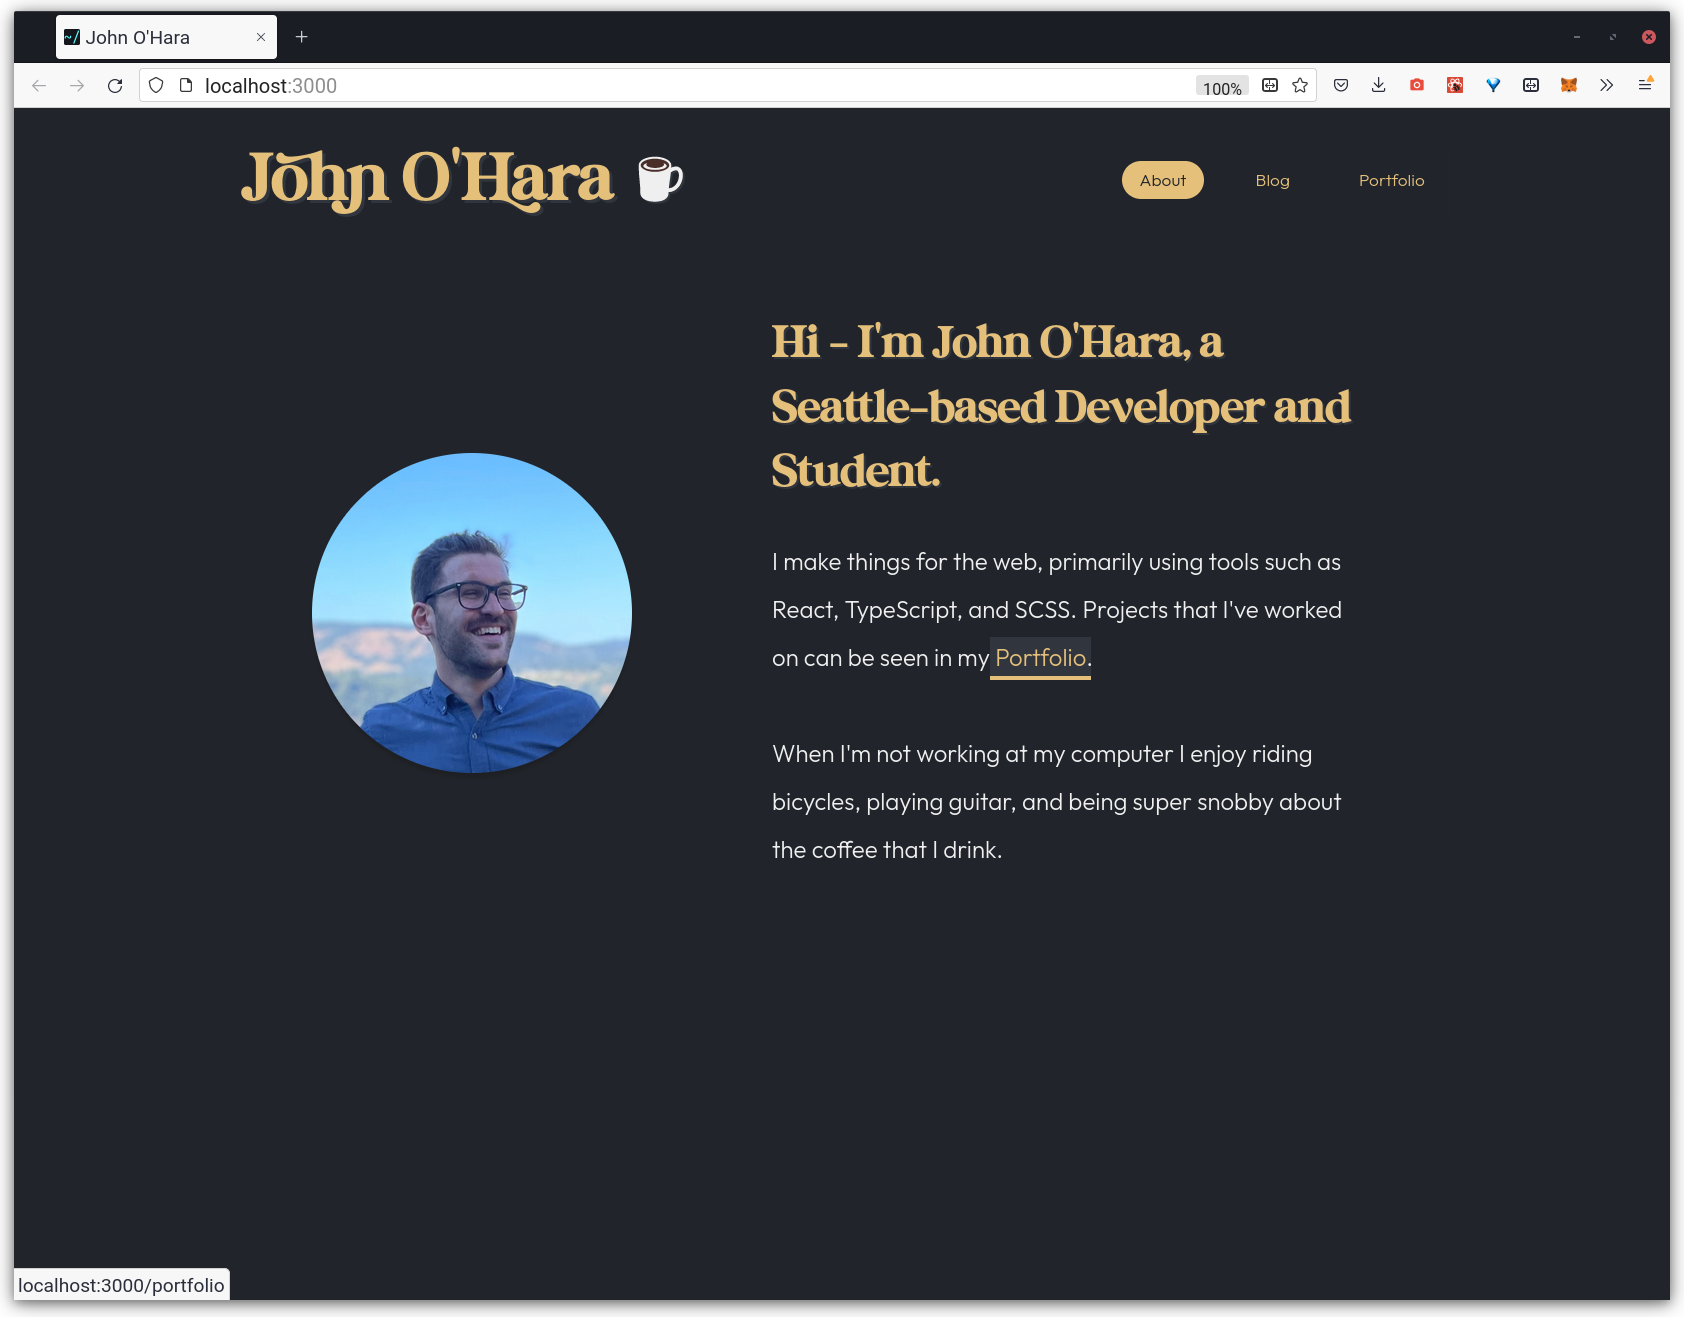 John O'Hara
localhost:3000
100%
John O'Hara
About
Blog
Portfolio
Hi - I'm John O'Hara, a
Seattle-based Developer and
Student.
I make things for the web, primarily using tools such as
React, TypeScript, and SCSS. Projects that I've worked
on can be seen in my Portfolio.
When I'm not working at my computer I enjoy riding
bicycles, playing guitar, and being super snobby about
the coffee that I drink.
localhost:3000/portfolio